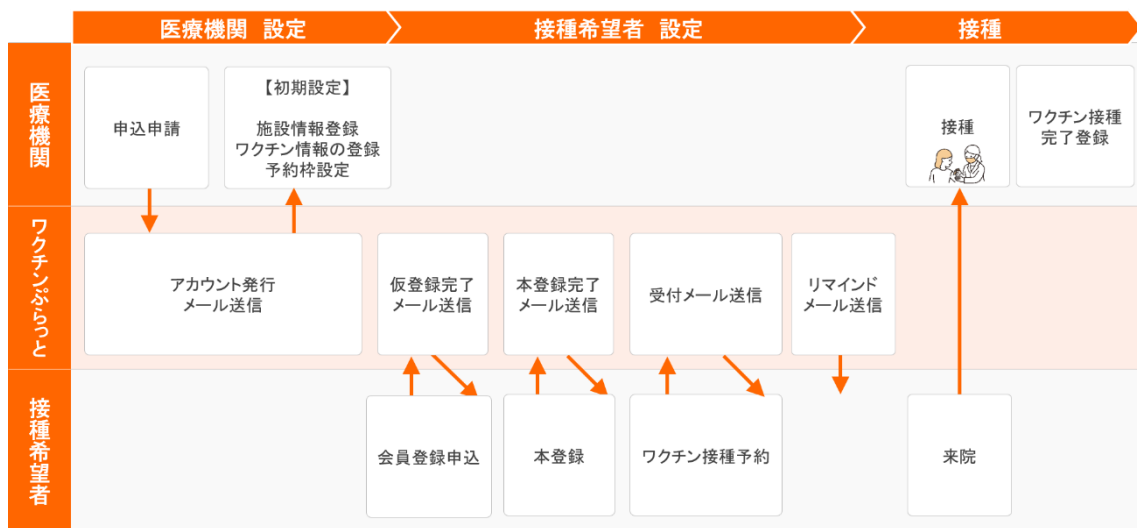 医療機関 設定
接種希望者 設定
接種
医療機関
申込申請
【初期設定】
施設情報登録
ワクチン情報の登録
予約枠設定
接種
ワクチン接種
完了登録
ワクチンぷらっと
アカウント発行
メール送信
仮登録完了
メール送信
本登録完了
メール送信
受付メール送信
リマインド
メール送信
接種希望者
会員登録申込
本登録
ワクチン接種予約
来院